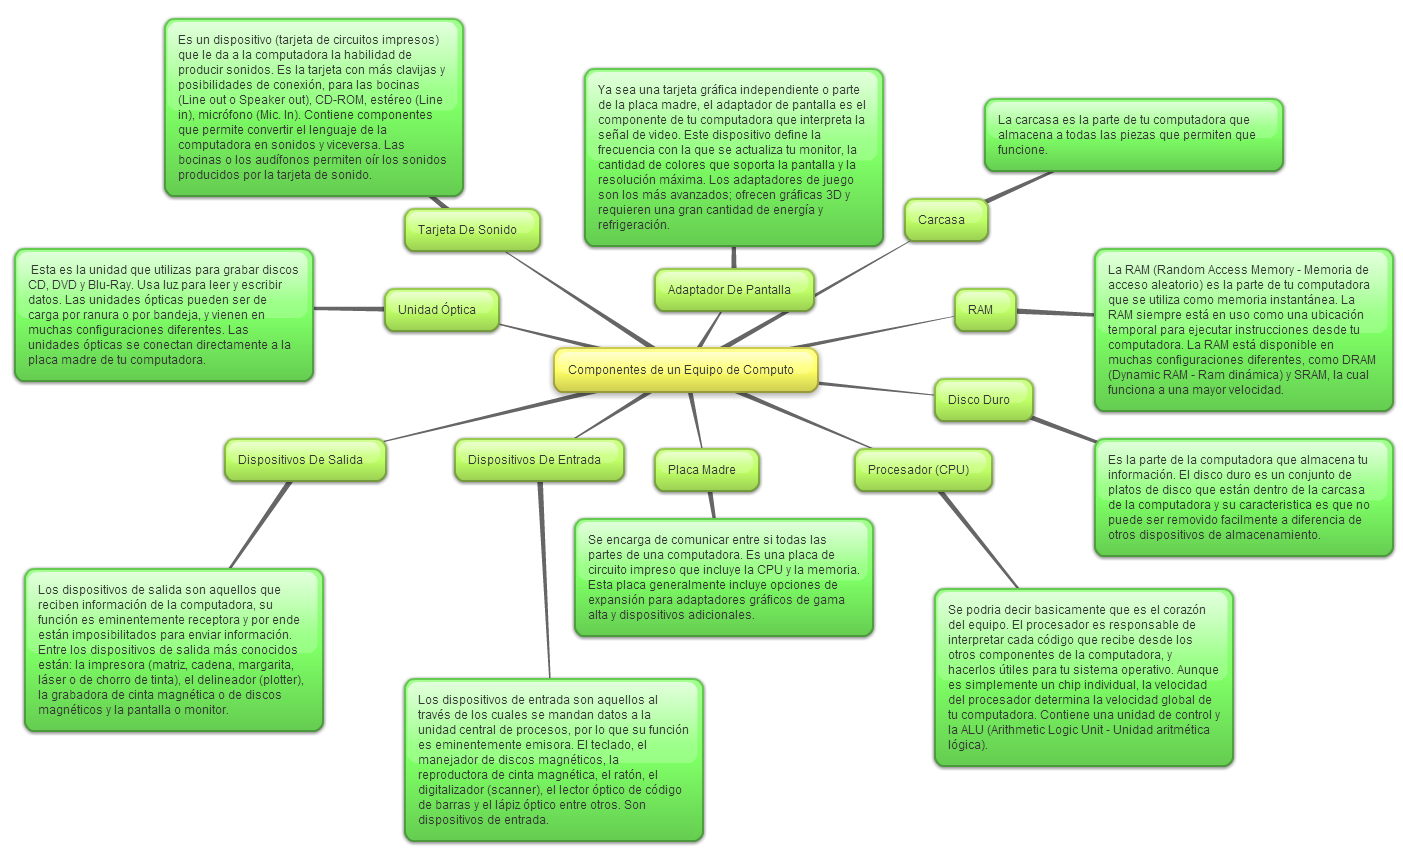 Es un dispositivo (tarjeta de circuitos impresos)
que le da a la computadora la habilidad de
producir sonidos. Es la tarjeta con más clavijas y
posibilidades de conexión, para las bocinas
(Line out o Speaker out), CD-ROM, estéreo (Line
in), micrófono (Mic. In). Contiene componentes
que permite convertir el lenguaje de la
computadora en sonidos y viceversa. Las
bocinas o los audífonos permiten oír los sonidos
producidos por la tarjeta de sonido.
Tarjeta De Sonido
Ya sea una tarjeta gráfica independiente o parte
de la placa madre, el adaptador de pantalla es el
componente de tu computadora que interpreta la
señal de video. Este dispositivo define la
frecuencia con la que se actualiza tu monitor, la
cantidad de colores que soporta la pantalla y la
resolución máxima. Los adaptadores de juego
son los más avanzados; ofrecen gráficas 3D y
requieren una gran cantidad de energía y
refrigeración.
Adaptador De Pantalla
La carcasa es la parte de tu computadora que
almacena a todas las piezas que permiten que
funcione.
Carcasa
Esta es la unidad que utilizas para grabar discos
CD, DVD y Blu-Ray. Usa luz para leer y escribir
datos. Las unidades ópticas pueden ser de
carga por ranura o por bandeja, y vienen en
muchas configuraciones diferentes. Las
unidades ópticas se conectan directamente a la
placa madre de tu computadora.
Unidad Óptica
RAM
La RAM (Random Access Memory - Memoria de
acceso aleatorio) es la parte de tu computadora
que se utiliza como memoria instantánea. La
RAM siempre está en uso como una ubicación
temporal para ejecutar instrucciones desde tu
computadora. La RAM está disponible en
muchas configuraciones diferentes, como DRAM
(Dynamic RAM - Ram dinámica) y SRAM, la cual
funciona a una mayor velocidad.
Componentes de un Equipo de Computo
Disco Duro
Es la parte de la computadora que almacena tu
información. El disco duro es un conjunto de
platos de disco que están dentro de la carcasa
de la computadora y su caracteristica es que no
puede ser removido facilmente a diferencia de
otros dispositivos de almacenamiento.
Dispositivos De Salida
Dispositivos De Entrada
Placa Madre
Procesador (CPU)
Se encarga de comunicar entre si todas las
partes de una computadora. Es una placa de
circuito impreso que incluye la CPU y la memoria.
Esta placa generalmente incluye opciones de
expansión para adaptadores gráficos de gama
alta y dispositivos adicionales.
Los dispositivos de salida son aquellos que
reciben información de la computadora, su
función es eminentemente receptora y por ende
están imposibilitados para enviar información.
Entre los dispositivos de salida más conocidos
están: la impresora (matriz, cadena, margarita,
láser o de chorro de tinta), el delineador (plotter),
la grabadora de cinta magnética o de discos
magnéticos y la pantalla o monitor.
Se podria decir basicamente que es el corazón
del equipo. El procesador es responsable de
interpretar cada código que recibe desde los
otros componentes de la computadora, y
hacerlos útiles para tu sistema operativo. Aunque
es simplemente un chip individual, la velocidad
del procesador determina la velocidad global de
tu computadora. Contiene una unidad de control y
la ALU (Arithmetic Logic Unit - Unidad aritmética
lógica).
Los dispositivos de entrada son aquellos al
través de los cuales se mandan datos a la
unidad central de procesos, por lo que su función
es eminentemente emisora. El teclado, el
manejador de discos magnéticos, la
reproductora de cinta magnética, el ratón, el
digitalizador (scanner), el lector óptico de código
de barras y el lápiz óptico entre otros. Son
dispositivos de entrada.